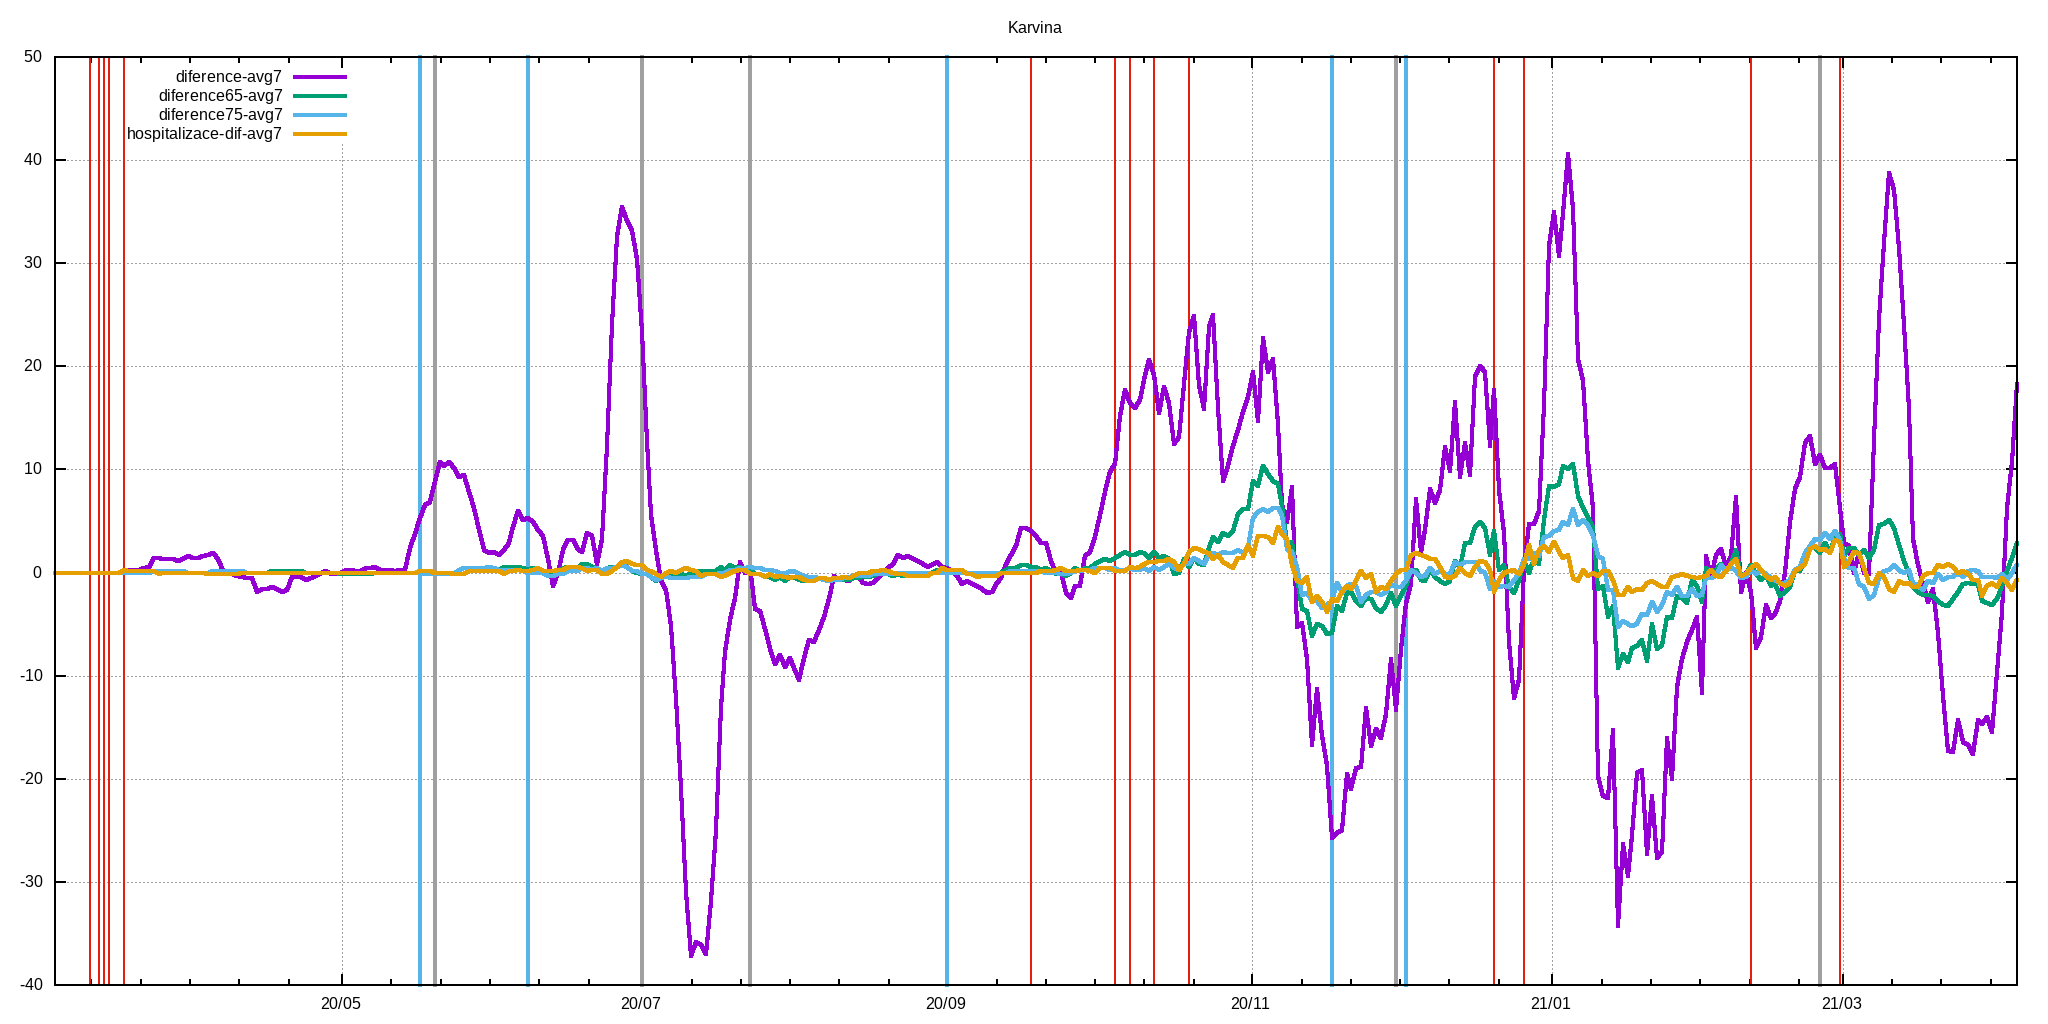 Karvina
diference-avg7
diference65-avg7
diference75-avg7
hospitalizace-dif-avg7
50
40
30
20
10
0
-10
-20
-30
-40
20/05 20/07 20/09 20/11 21/01 21/03